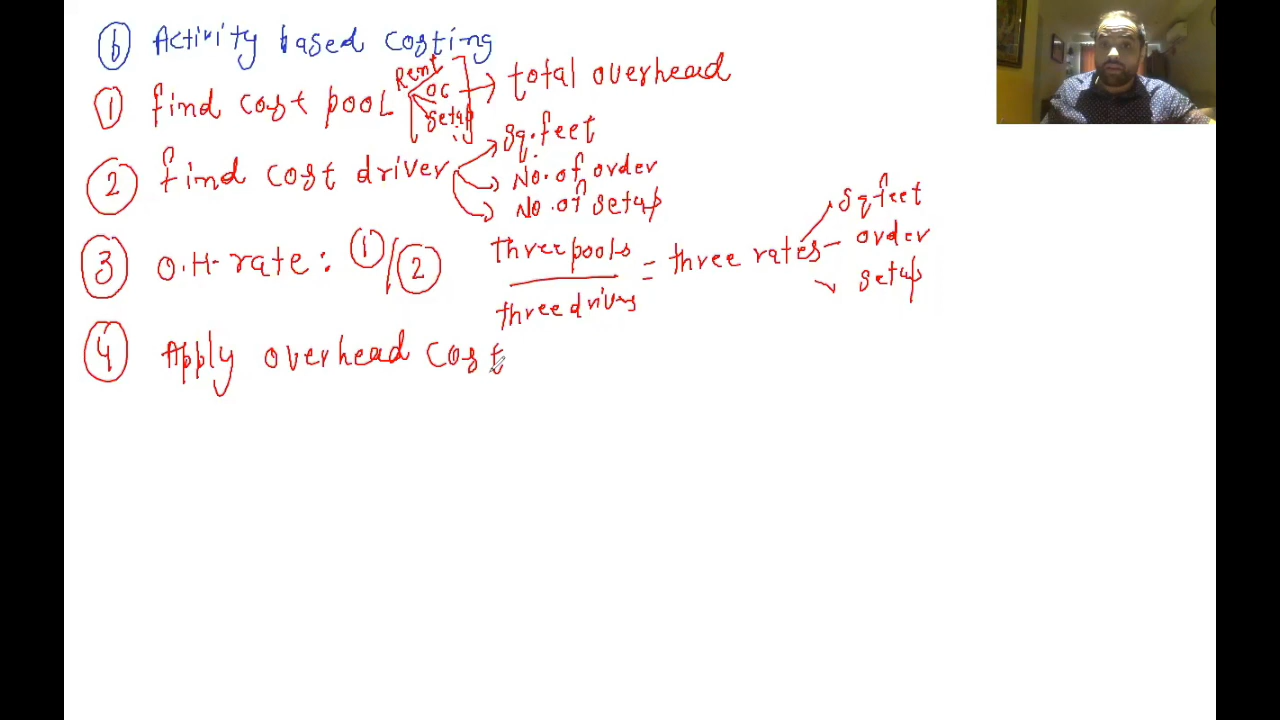 (b) Activity based costing
(1) find cost pool Rent OC setup total overhead
(2) find cost driver sq.feet No.of order No.of setup
(3) O.H-rate: (1)/(2) three pools / three drivers = three rates sq feet order setup
(4) Apply overhead cost